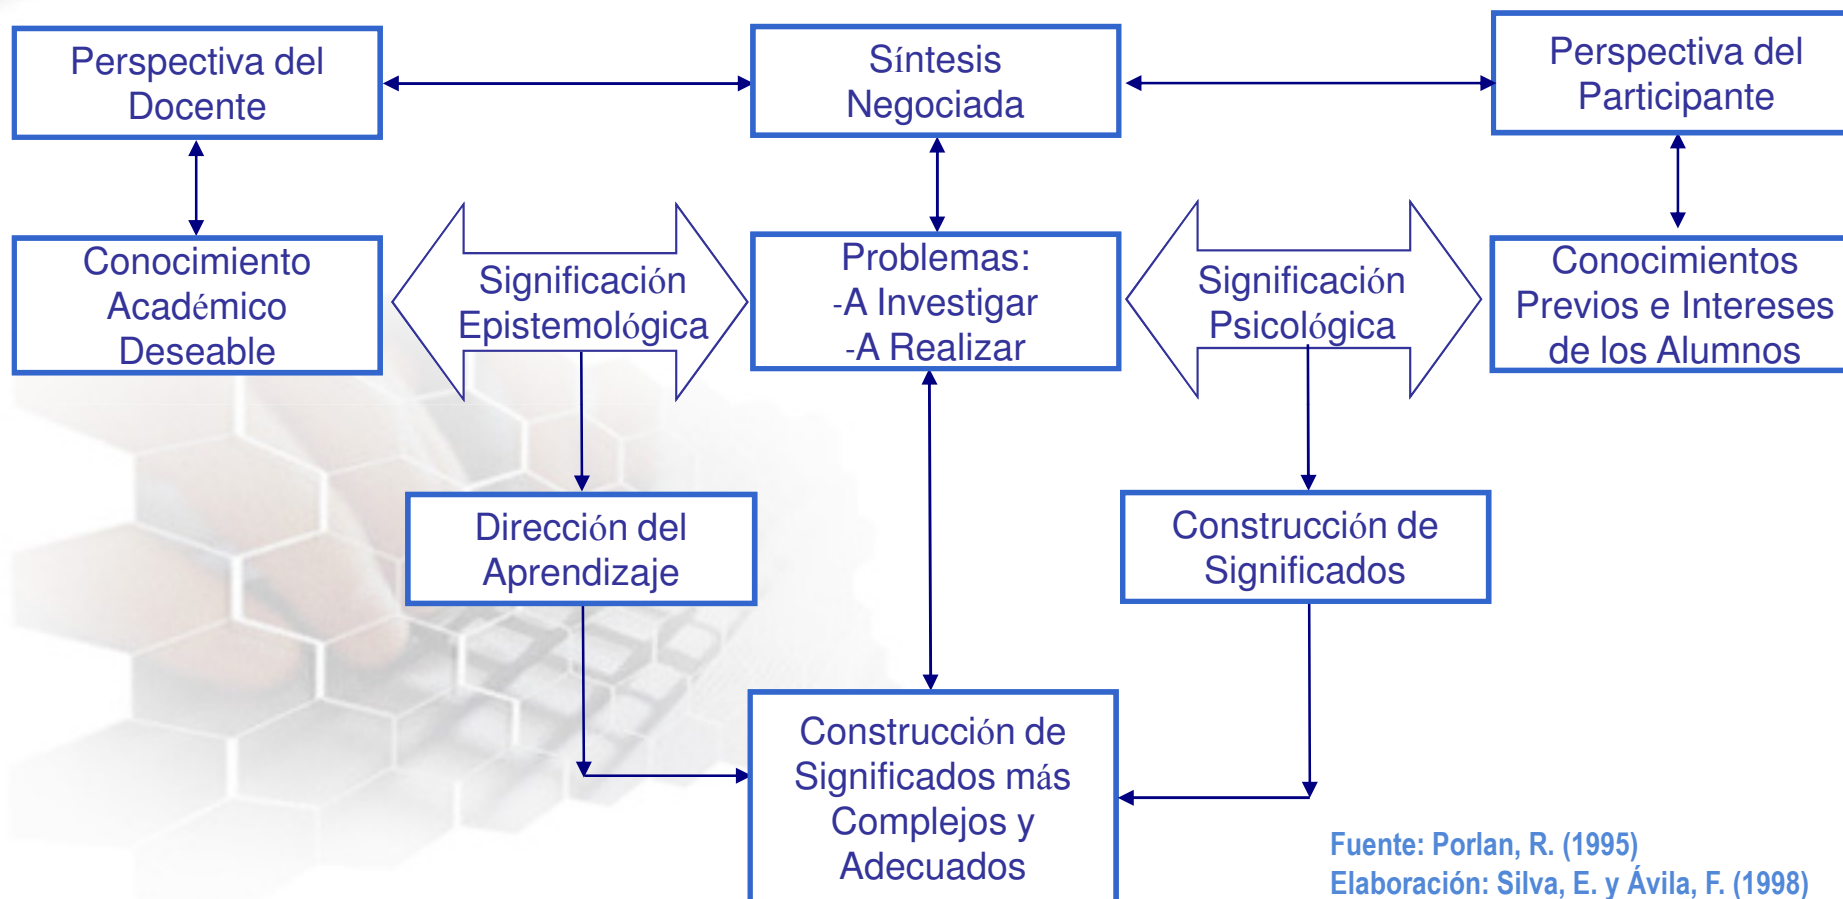 Perspectiva del
Docente
Síntesis
Negociada
Perspectiva del
Participante
Conocimiento
Académico
Deseable
Significación
Epistemológica
Problemas:
-A Investigar
-A Realizar
Significación
Psicológica
Conocimientos
Previos e Intereses
de los Alumnos
Dirección del
Aprendizaje
Construcción de
Significados
Construcción de
Significados más
Complejos y
Adecuados
Fuente: Porlan, R. (1995)
Elaboración: Silva, E. y Ávila, F. (1998)